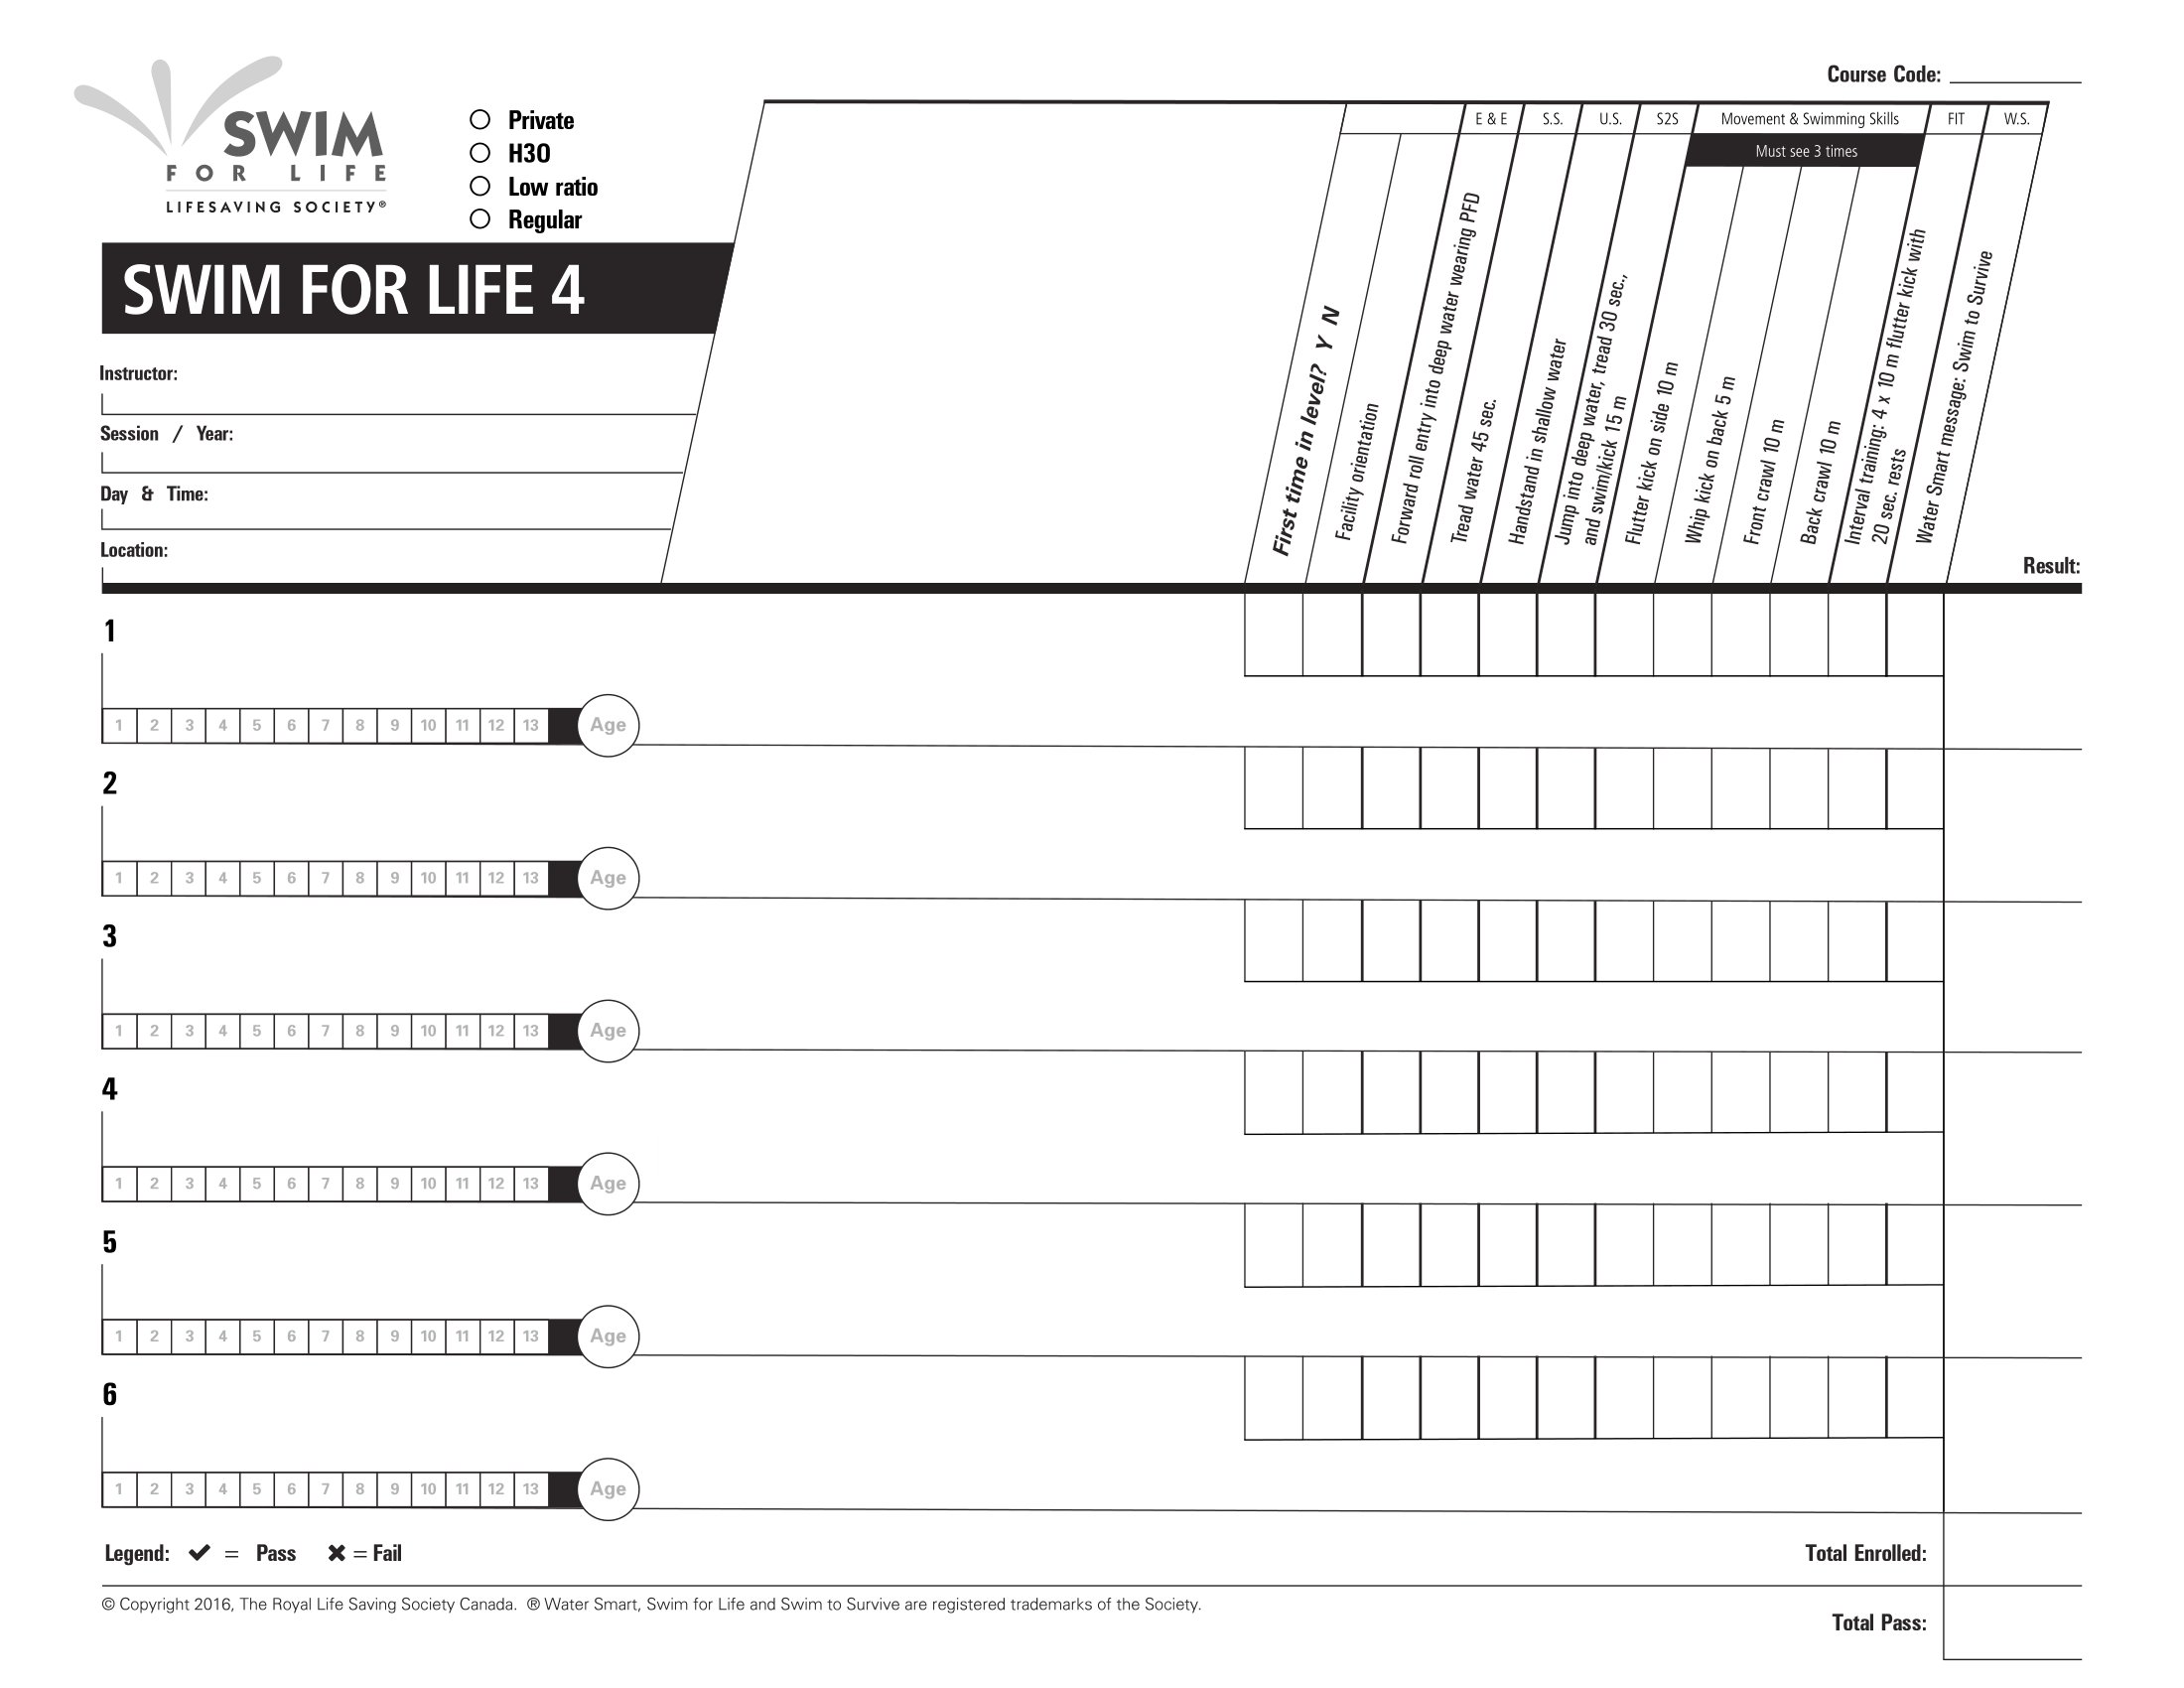 Course Code:
SWIM
FOR LIFE
LIFESAVING SOCIETY®
Private
H3O
Low ratio
Regular
SWIM FOR LIFE 4
Instructor:
Session / Year:
Day & Time:
Location:
E & E
S.S.
U.S.
S2S
Movement & Swimming Skills
FIT
W.S.
Must see 3 times
First time in level? Y N
Facility orientation
Forward roll entry into deep water wearing PFD
Tread water 45 sec.
Handstand in shallow water
Jump into deep water, tread 30 sec.,
and swim/kick 15 m
Flutter kick on side 10 m
Whip kick on back 5 m
Front crawl 10 m
Back crawl 10 m
Interval training: 4 x 10 m flutter kick with
20 sec. rests
Water Smart message: Swim to Survive
Result:
1
1 2 3 4 5 6 7 8 9 10 11 12 13 Age
2
1 2 3 4 5 6 7 8 9 10 11 12 13 Age
3
1 2 3 4 5 6 7 8 9 10 11 12 13 Age
4
1 2 3 4 5 6 7 8 9 10 11 12 13 Age
5
1 2 3 4 5 6 7 8 9 10 11 12 13 Age
6
1 2 3 4 5 6 7 8 9 10 11 12 13 Age
Legend: ✔ = Pass ✖ = Fail
Total Enrolled:
© Copyright 2016, The Royal Life Saving Society Canada. ® Water Smart, Swim for Life and Swim to Survive are registered trademarks of the Society.
Total Pass: